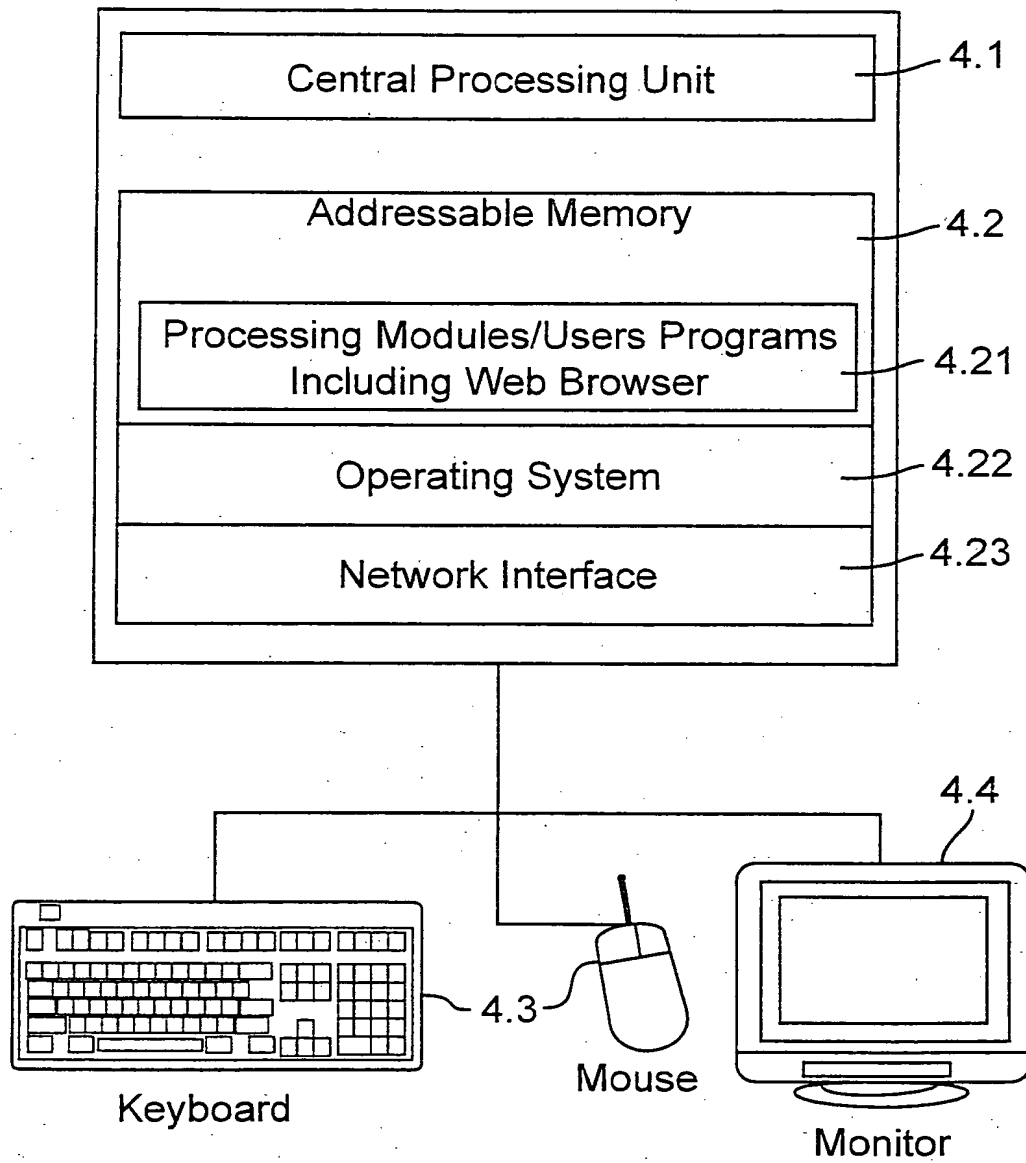 Central Processing Unit
4.1
Addressable Memory
4.2
Processing Modules/Users Programs
Including Web Browser
4.21
Operating System
4.22
Network Interface
4.23
4.4
4.3
Keyboard
Mouse
Monitor